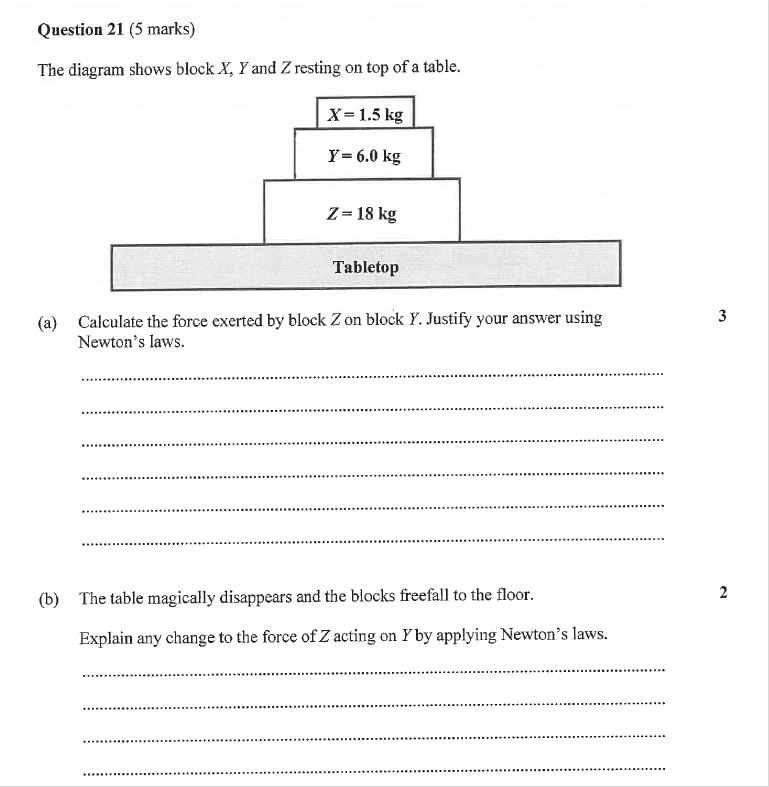 Question 21 (5 marks)
The diagram shows block X, Y and Z resting on top of a table.
X = 1.5 kg
Y = 6.0 kg
Z = 18 kg
Tabletop
(a) Calculate the force exerted by block Z on block Y. Justify your answer using 3
Newton's laws.
(b) The table magically disappears and the blocks freefall to the floor. 2
Explain any change to the force of Z acting on Y by applying Newton's laws.